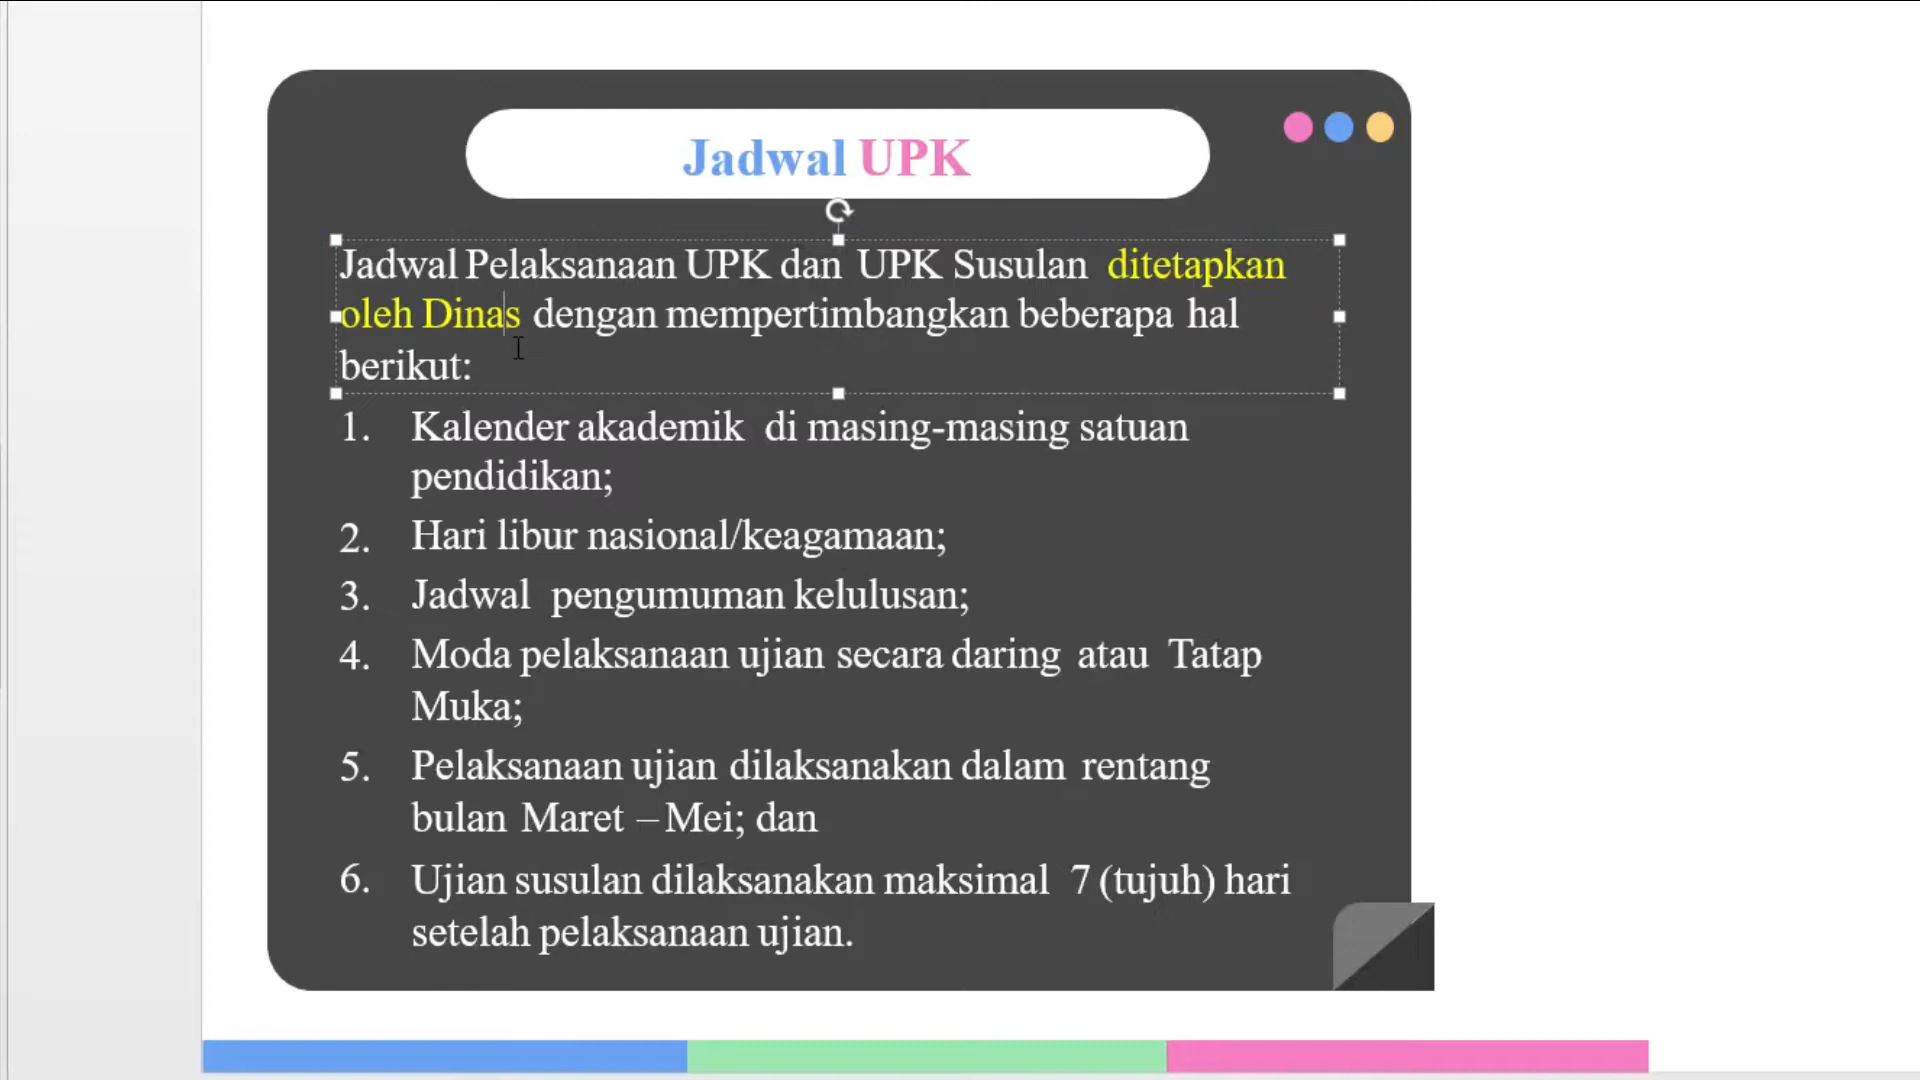 Jadwal UPK
Jadwal Pelaksanaan UPK dan UPK Susulan ditetapkan
oleh Dinas dengan mempertimbangkan beberapa hal
berikut:
1. Kalender akademik di masing-masing satuan
pendidikan;
2. Hari libur nasional/keagamaan;
3. Jadwal pengumuman kelulusan;
4. Moda pelaksanaan ujian secara daring atau Tatap
Muka;
5. Pelaksanaan ujian dilaksanakan dalam rentang
bulan Maret – Mei; dan
6. Ujian susulan dilaksanakan maksimal 7 (tujuh) hari
setelah pelaksanaan ujian.